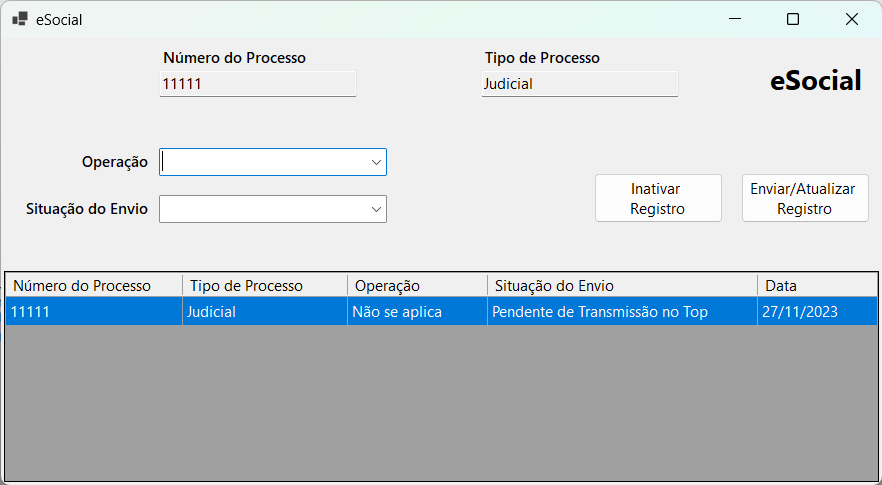 eSocial
Número do Processo
Tipo de Processo
11111
Judicial
eSocial
Operação
Situação do Envio
Inativar
Registro
Enviar/Atualizar
Registro
Número do Processo Tipo de Processo Operação Situação do Envio Data
11111 Judicial Não se aplica Pendente de Transmissão no Top 27/11/2023